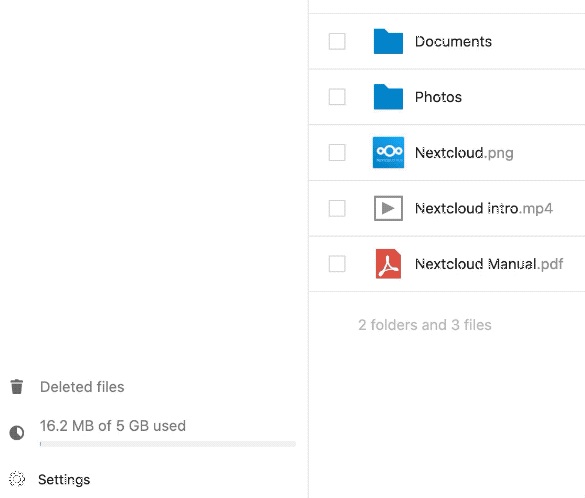 Documents
Photos
Nextcloud.png
Nextcloud intro.mp4
Nextcloud Manual.pdf
2 folders and 3 files
Deleted files
16.2 MB of 5 GB used
Settings